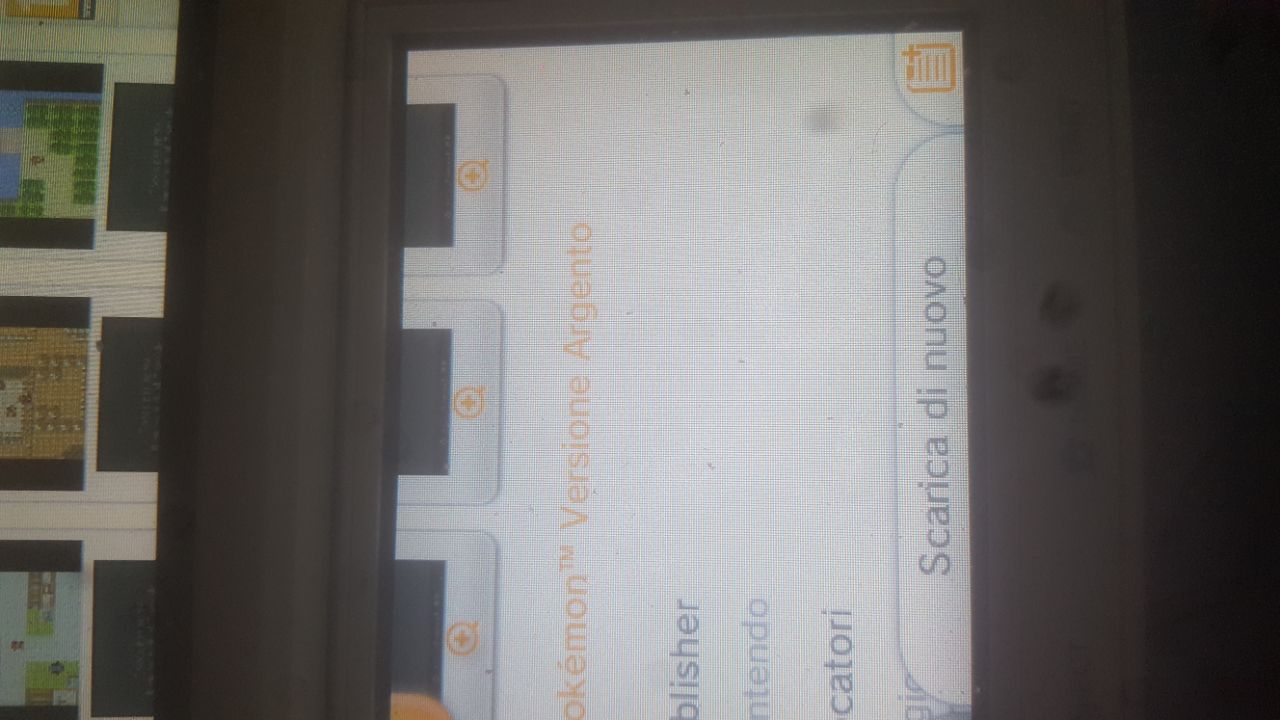 okémon™ Versione Argento
blisher
ntendo
catori
Scarica di nuovo